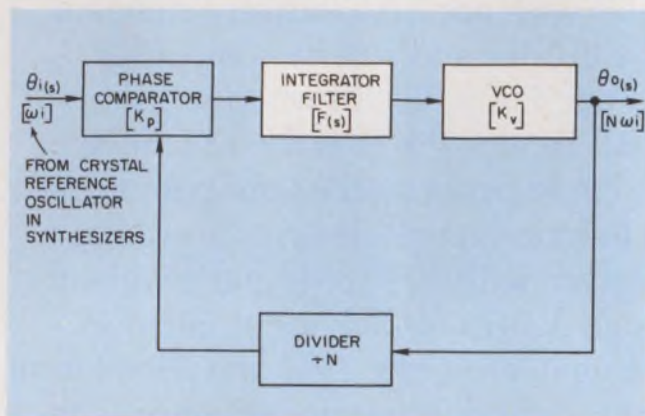 θi(s)
[ωi]
FROM CRYSTAL
REFERENCE
OSCILLATOR
IN
SYNTHESIZERS
PHASE
COMPARATOR
[Kp]
INTEGRATOR
FILTER
[F(s)]
VCO
[Kv]
θo(s)
[Nωi]
DIVIDER
÷N